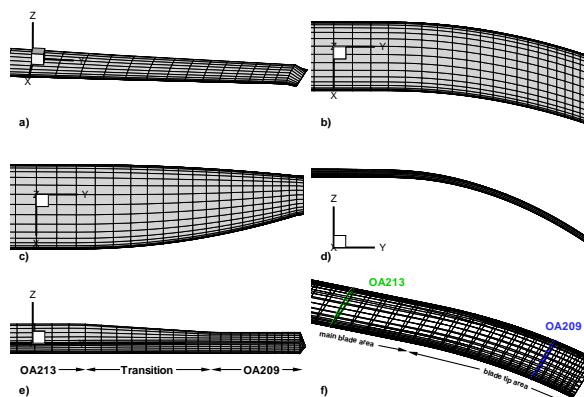 Z
Y
X
a)
Z
Y
X
b)
Z
Y
X
c)
Z
X
Y
d)
Z
Y
OA213
Transition
OA209
e)
OA213
OA209
main blade area
blade tip area
f)